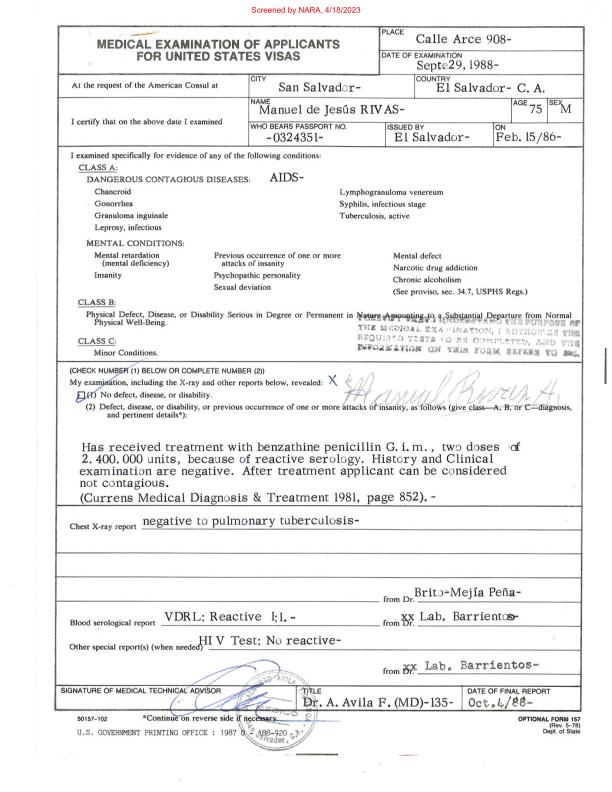 Screened by NARA, 4/18/2023
MEDICAL EXAMINATION OF APPLICANTS
FOR UNITED STATES VISAS
PLACE
Calle Arce 908-
DATE OF EXAMINATION
Septe29, 1988-
At the request of the American Consul at
CITY
San Salvador-
COUNTRY
El Salvador- C. A.
I certify that on the above date I examined
NAME
Manuel de Jesús RIVAS-
AGE 75
SEX M
WHO BEARS PASSPORT NO.
-0324351-
ISSUED BY
El Salvador-
ON
Feb. 15/86-
I examined specifically for evidence of any of the following conditions:
CLASS A:
DANGEROUS CONTAGIOUS DISEASES: AIDS-
Chancroid
Gonorrhea
Granuloma inguinale
Leprosy, infectious
Lymphogranuloma venereum
Syphilis, infectious stage
Tuberculosis, active
MENTAL CONDITIONS:
Mental retardation
(mental deficiency)
Insanity
Previous occurrence of one or more
attacks of insanity
Psychopathic personality
Sexual deviation
Mental defect
Narcotic drug addiction
Chronic alcoholism
(See proviso, sec. 34.7, USPHS Regs.)
CLASS B:
Physical Defect, Disease, or Disability Serious in Degree or Permanent in Nature Amounting to a Substantial Departure from Normal
Physical Well-Being.
THE PURPOSE OF
THE MEDICAL EXAMINATION, I AUTHORIZE THE
REQUIRED TESTS TO BE COMPLETED, AND THE
INFORMATION ON THIS FORM REFERS TO ME.
CLASS C:
Minor Conditions.
(CHECK NUMBER (1) BELOW OR COMPLETE NUMBER (2))
My examination, including the X-ray and other reports below, revealed: X
(1) No defect, disease, or disability.
(2) Defect, disease, or disability, or previous occurrence of one or more attacks of insanity, as follows (give class—A, B, or C—diagnosis,
and pertinent details*):
Has received treatment with benzathine penicillin G. i. m. , two doses of
2. 400. 000 units, because of reactive serology. History and Clinical
examination are negative. After treatment applicant can be considered
not contagious.
(Currens Medical Diagnosis & Treatment 1981, page 852). -
Chest X-ray report negative to pulmonary tuberculosis-
from Dr. Brito-Mejía Peña-
Blood serological report VDRL: Reactive 1:1. -
from Dr. xx Lab. Barrientos-
Other special report(s) (when needed) HIV Test: No reactive-
from Dr. xx Lab. Barrientos-
SIGNATURE OF MEDICAL TECHNICAL ADVISOR
TITLE
Dr. A. Avila F. (MD)-135-
DATE OF FINAL REPORT
Oct. 4/88-
50157-102
*Continue on reverse side if necessary.
OPTIONAL FORM 157
(Rev. 5-78)
Dept. of State
U. S. GOVERNMENT PRINTING OFFICE : 1987 0 - 188-920